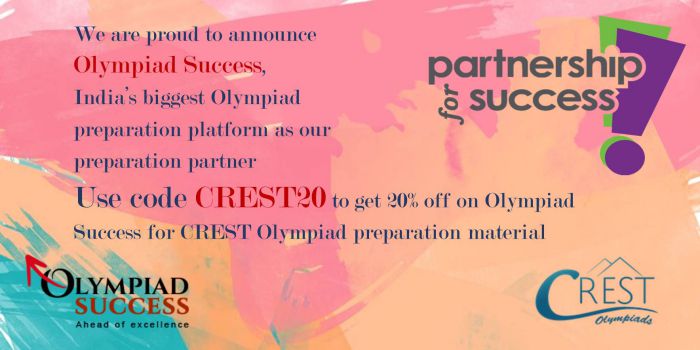 We are proud to announce
Olympiad Success,
India's biggest Olympiad
preparation platform as our
preparation partner
partnership
for success
Use code CREST20 to get 20% off on Olympiad
Success for CREST Olympiad preparation material
OLYMPIAD
SUCCESS
Ahead of excellence
CREST
Olympiads